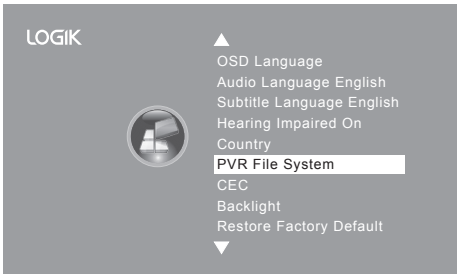 LOGIK
OSD Language
Audio Language English
Subtitle Language English
Hearing Impaired On
Country
PVR File System
CEC
Backlight
Restore Factory Default